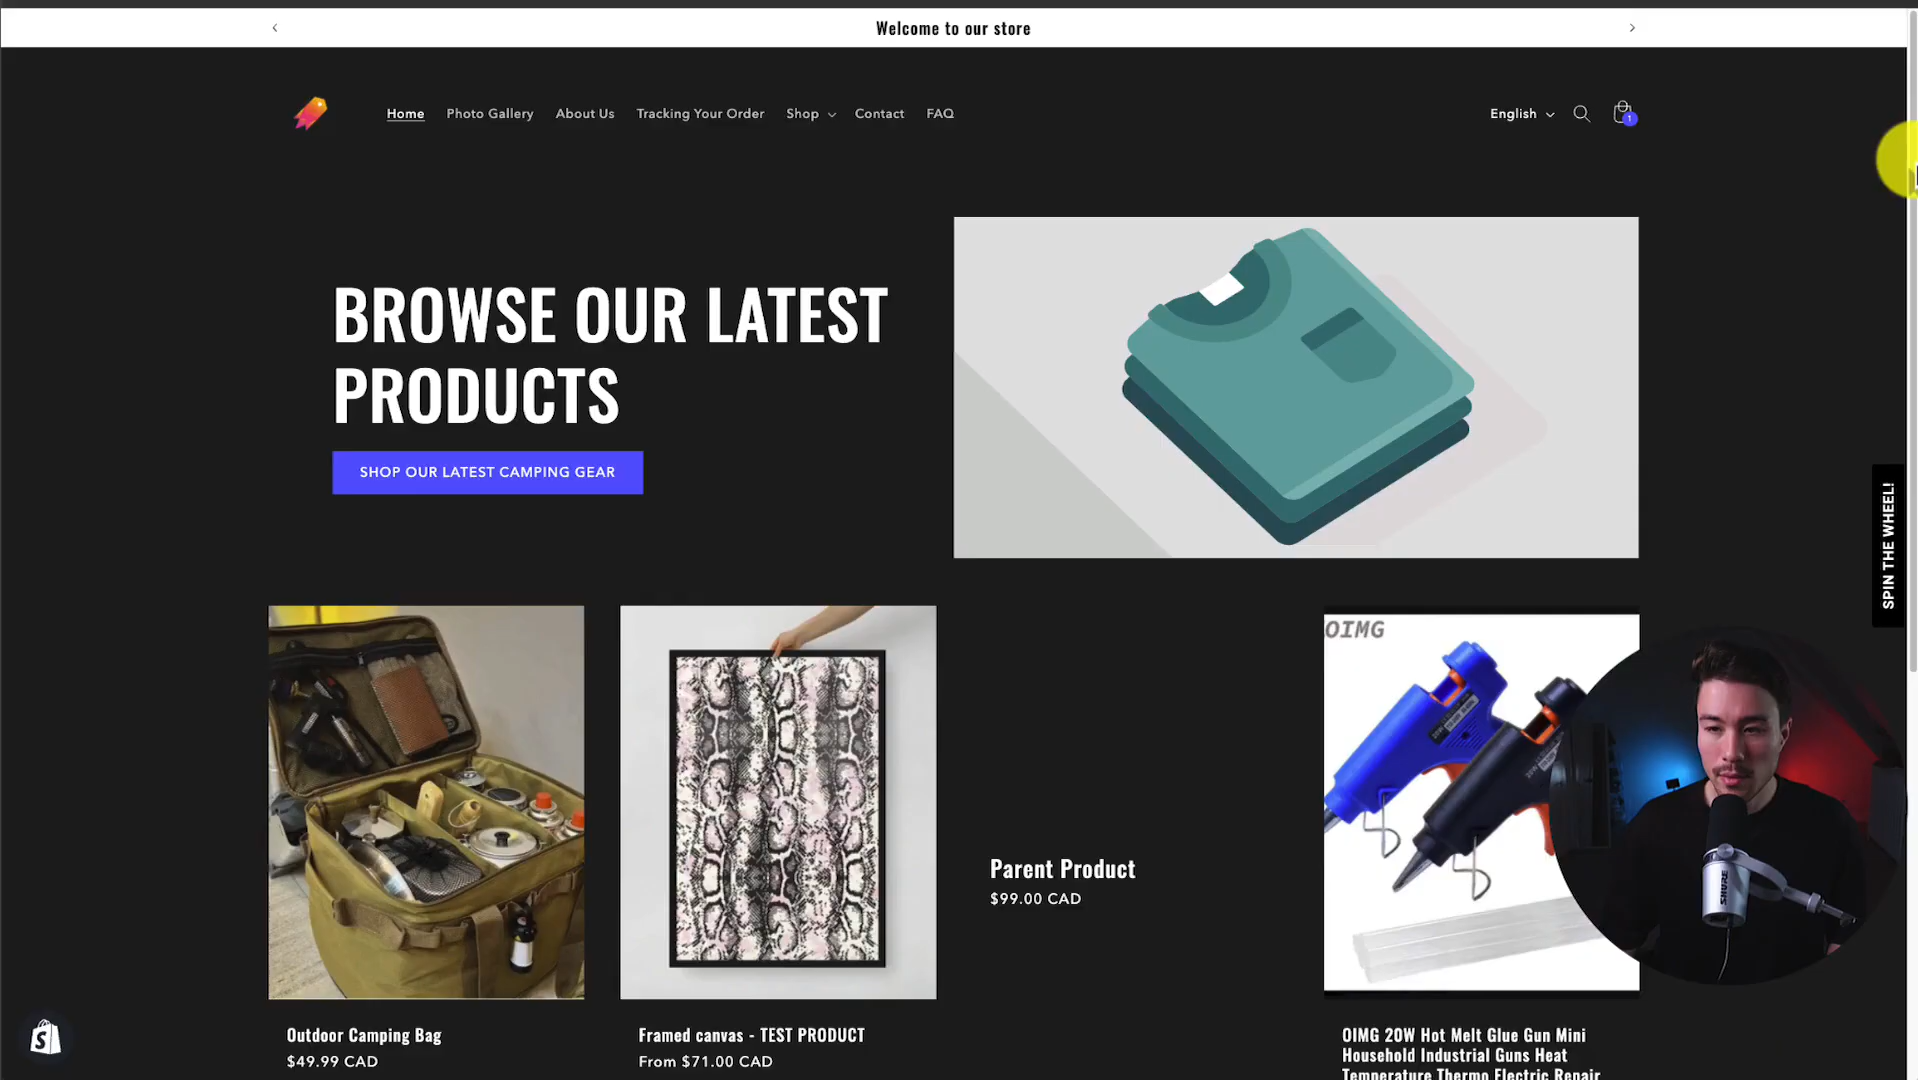 Welcome to our store
Home Photo Gallery About Us Tracking Your Order Shop Contact FAQ
English
1
BROWSE OUR LATEST
PRODUCTS
SHOP OUR LATEST CAMPING GEAR
SPIN THE WHEEL!
OIMG
SHURE
Parent Product
$99.00 CAD
Outdoor Camping Bag
$49.99 CAD
Framed canvas - TEST PRODUCT
From $71.00 CAD
OIMG 20W Hot Melt Glue Gun Mini
Household Industrial Guns Heat
Temperature Thermo Electric Repair